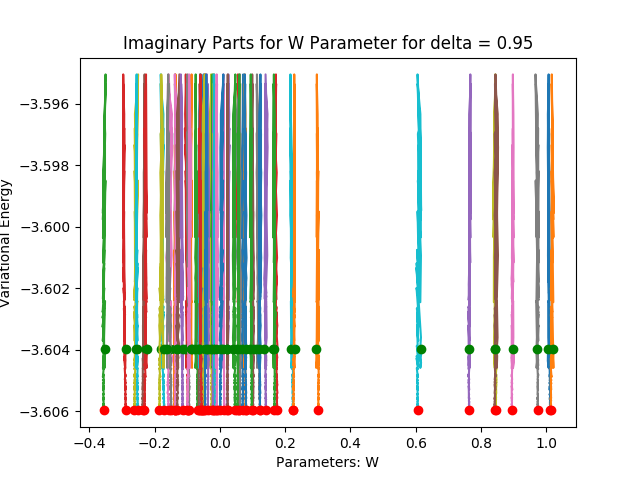 Imaginary Parts for W Parameter for delta = 0.95
Variational Energy
−3.596
−3.598
−3.600
−3.602
−3.604
−3.606
−0.4 −0.2 0.0 0.2 0.4 0.6 0.8 1.0
Parameters: W